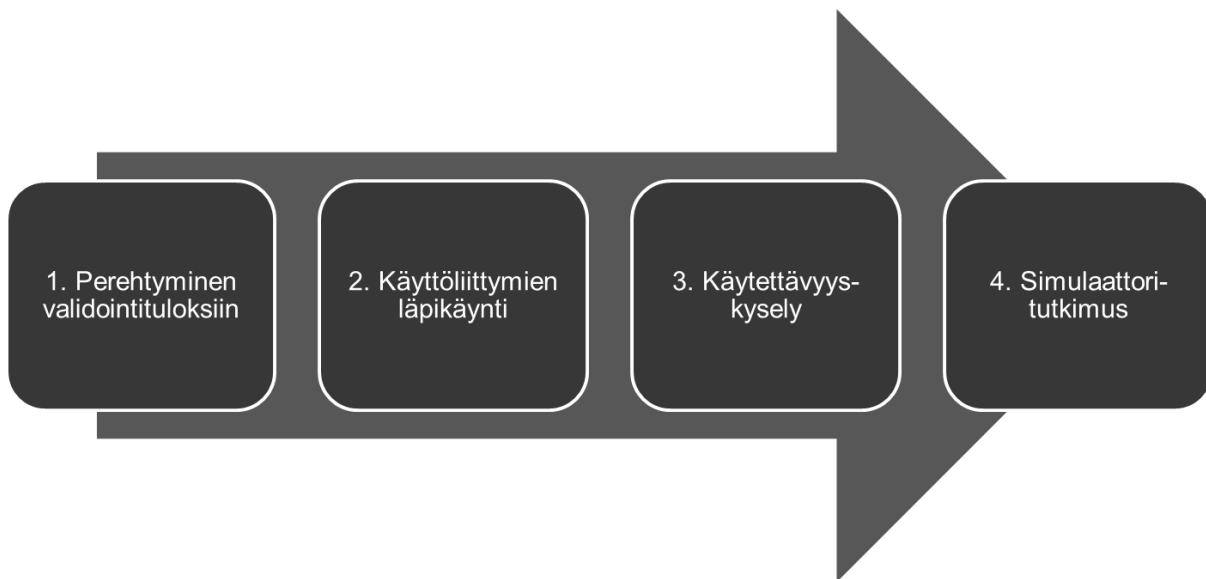 1. Perehtyminen
validointituloksiin
2. Käyttöliittymien
läpikäynti
3. Käytettävyys-
kysely
4. Simulaattori-
tutkimus